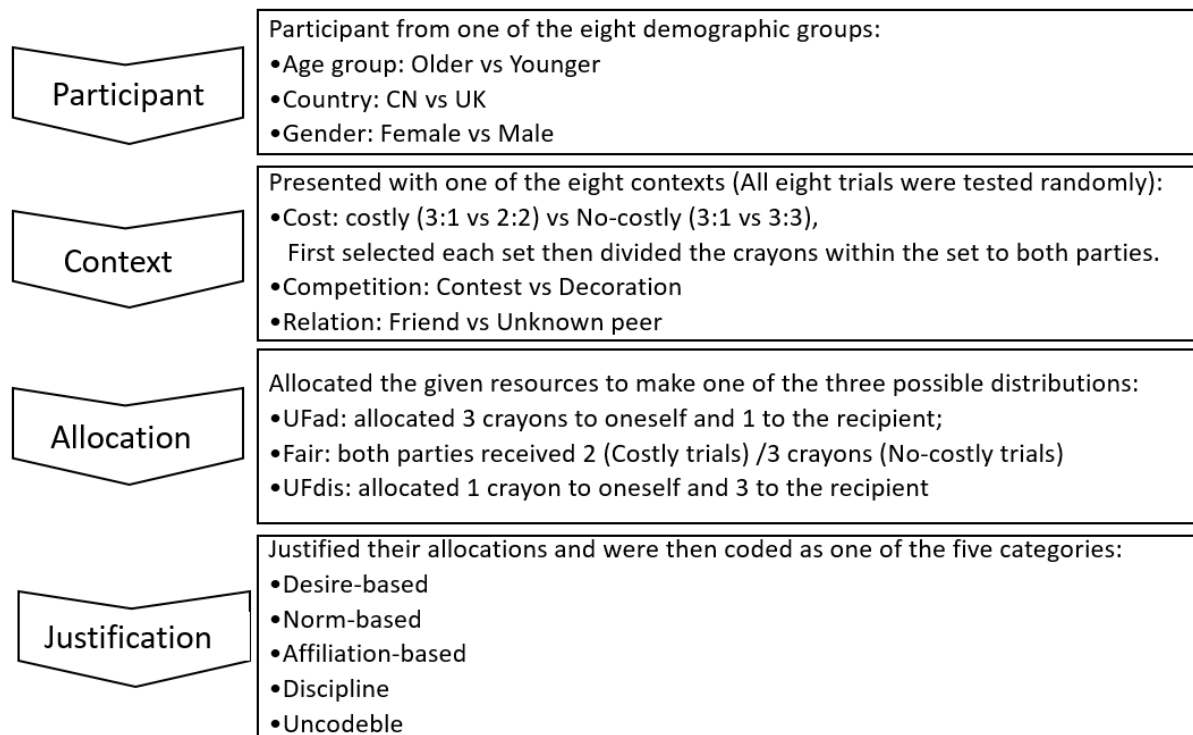 Participant
Participant from one of the eight demographic groups:
•Age group: Older vs Younger
•Country: CN vs UK
•Gender: Female vs Male
Context
Presented with one of the eight contexts (All eight trials were tested randomly):
•Cost: costly (3:1 vs 2:2) vs No-costly (3:1 vs 3:3),
First selected each set then divided the crayons within the set to both parties.
•Competition: Contest vs Decoration
•Relation: Friend vs Unknown peer
Allocation
Allocated the given resources to make one of the three possible distributions:
•UFad: allocated 3 crayons to oneself and 1 to the recipient;
•Fair: both parties received 2 (Costly trials) /3 crayons (No-costly trials)
•UFdis: allocated 1 crayon to oneself and 3 to the recipient
Justification
Justified their allocations and were then coded as one of the five categories:
•Desire-based
•Norm-based
•Affiliation-based
•Discipline
•Uncodeble